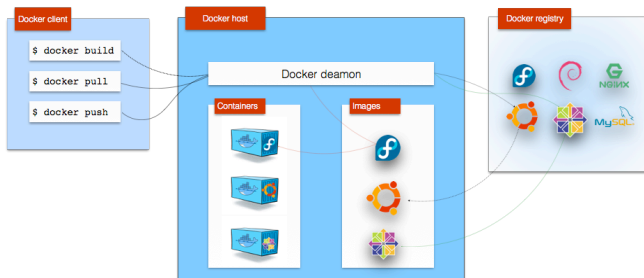 Docker client
$ docker build
$ docker pull
$ docker push
Docker host
Docker deamon
Containers
Images
Docker registry
NGiNX
MySQL